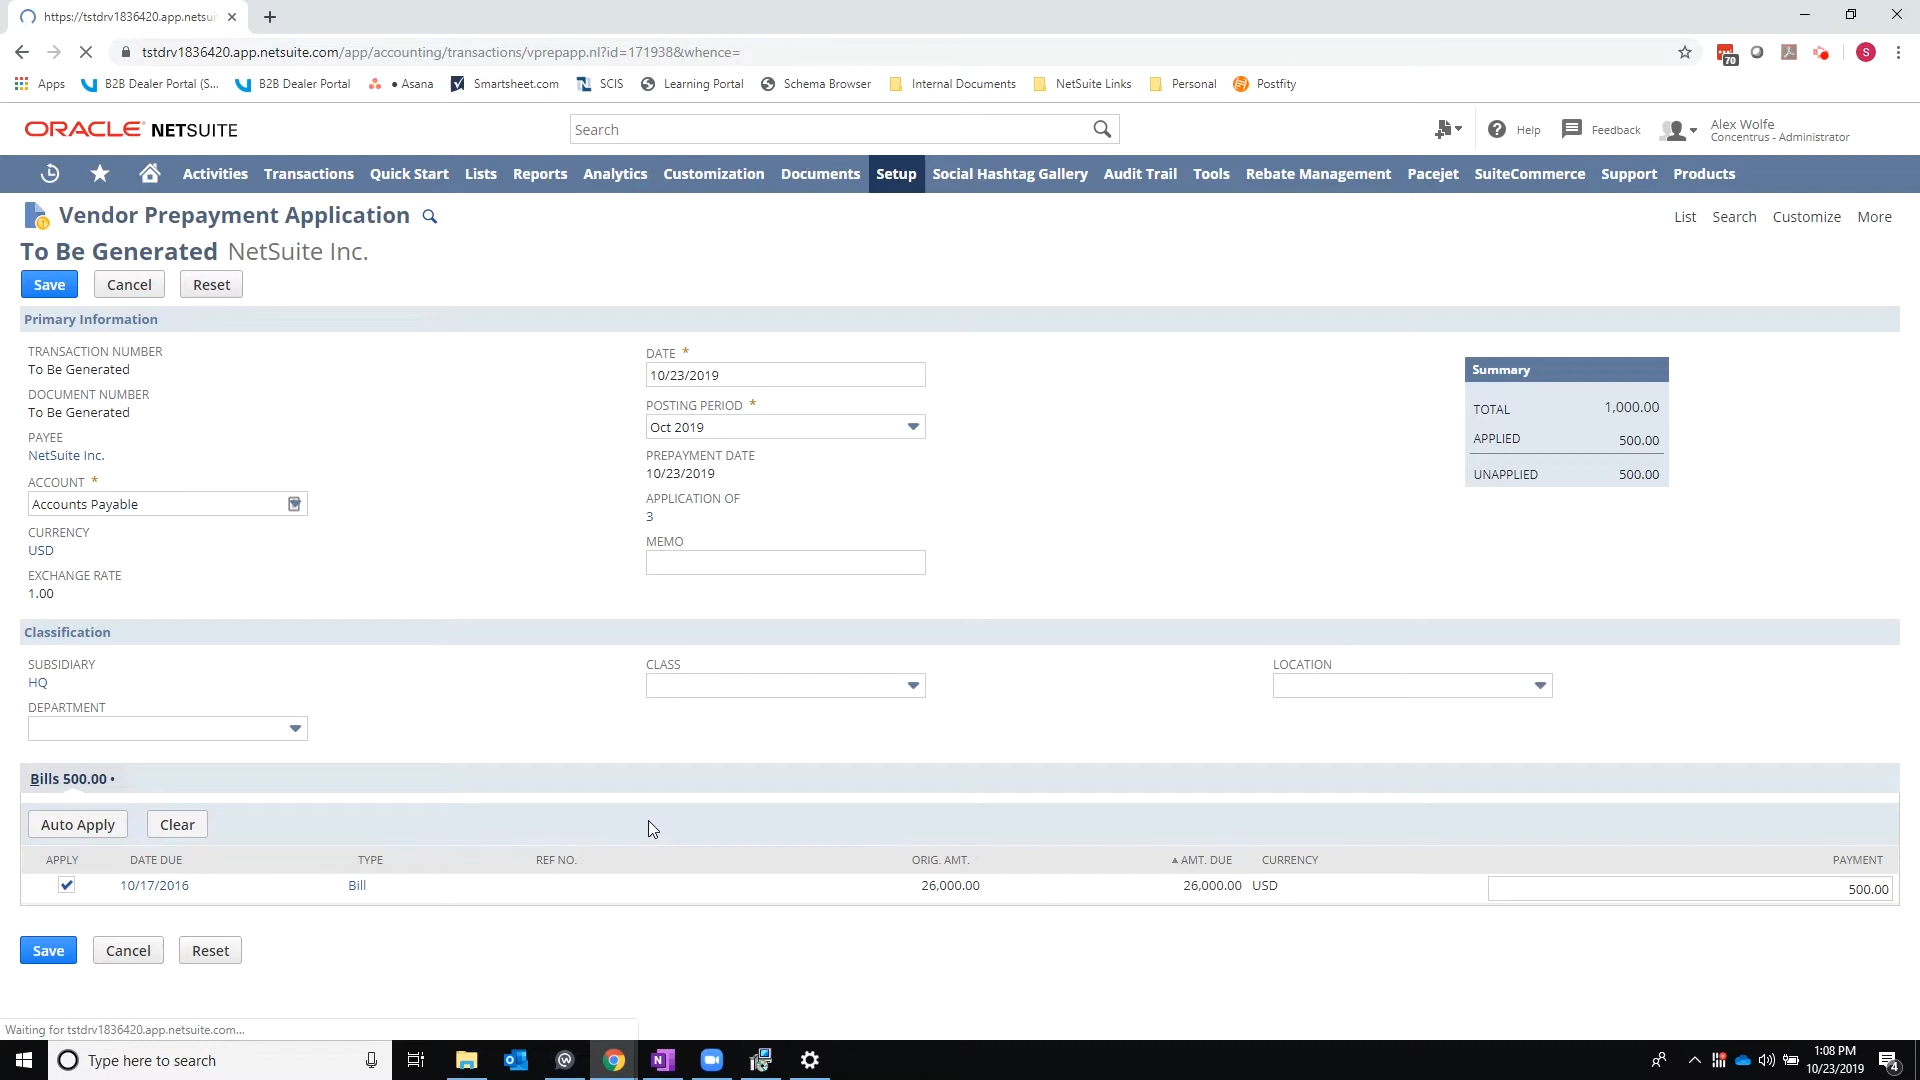 https://tstdrv1836420.app.netsui
tstdrv1836420.app.netsuite.com/app/accounting/transactions/vprepapp.nl?id=171938&whence=
70
S
Apps B2B Dealer Portal (S... B2B Dealer Portal • Asana Smartsheet.com SCIS Learning Portal Schema Browser Internal Documents NetSuite Links Personal Postfity
ORACLE NETSUITE
Search
Help Feedback
Alex Wolfe
Concentrus - Administrator
Activities Transactions Quick Start Lists Reports Analytics Customization Documents Setup Social Hashtag Gallery Audit Trail Tools Rebate Management Pacejet SuiteCommerce Support Products
Vendor Prepayment Application
List Search Customize More
To Be Generated NetSuite Inc.
Save Cancel Reset
Primary Information
TRANSACTION NUMBER
To Be Generated
DOCUMENT NUMBER
To Be Generated
PAYEE
NetSuite Inc.
ACCOUNT *
Accounts Payable
CURRENCY
USD
EXCHANGE RATE
1.00
DATE *
10/23/2019
POSTING PERIOD *
Oct 2019
PREPAYMENT DATE
10/23/2019
APPLICATION OF
3
MEMO
Summary
TOTAL 1,000.00
APPLIED 500.00
UNAPPLIED 500.00
Classification
SUBSIDIARY
HQ
DEPARTMENT
CLASS
LOCATION
Bills 500.00 •
Auto Apply Clear
APPLY DATE DUE TYPE REF NO. ORIG. AMT. AMT. DUE CURRENCY PAYMENT
10/17/2016 Bill 26,000.00 26,000.00 USD 500.00
Save Cancel Reset
Waiting for tstdrv1836420.app.netsuite.com...
Type here to search
1:08 PM
10/23/2019
4